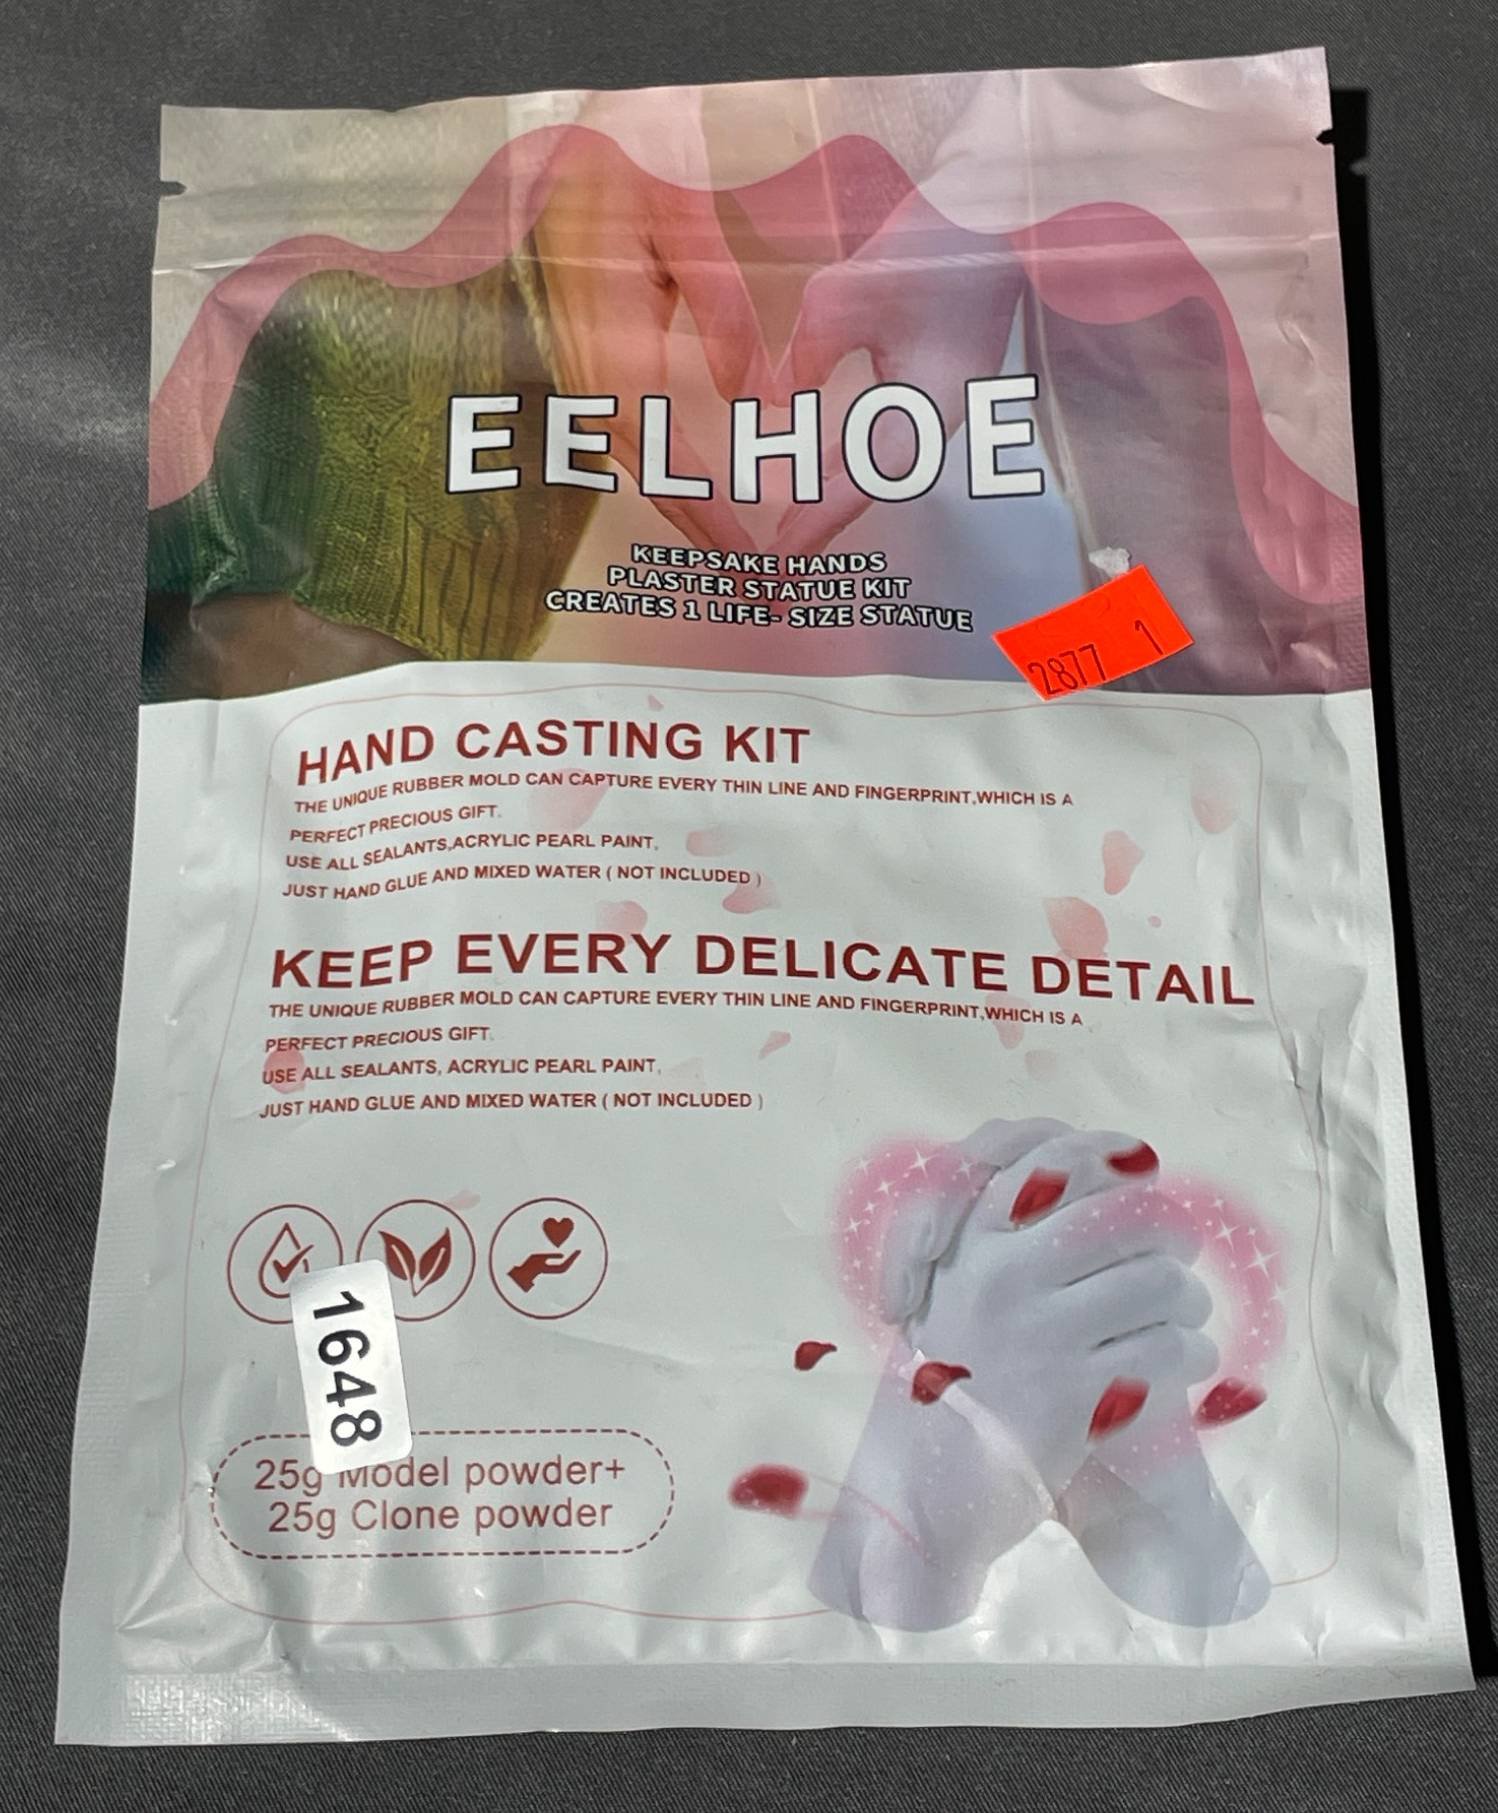 EELHOE
KEEPSAKE HANDS
PLASTER STATUE KIT
CREATES 1 LIFE- SIZE STATUE
2877 1
HAND CASTING KIT
THE UNIQUE RUBBER MOLD CAN CAPTURE EVERY THIN LINE AND FINGERPRINT,WHICH IS A
PERFECT PRECIOUS GIFT.
USE ALL SEALANTS,ACRYLIC PEARL PAINT,
JUST HAND GLUE AND MIXED WATER ( NOT INCLUDED )
KEEP EVERY DELICATE DETAIL
THE UNIQUE RUBBER MOLD CAN CAPTURE EVERY THIN LINE AND FINGERPRINT,WHICH IS A
PERFECT PRECIOUS GIFT.
USE ALL SEALANTS, ACRYLIC PEARL PAINT,
JUST HAND GLUE AND MIXED WATER ( NOT INCLUDED )
1648
25g Model powder+
25g Clone powder